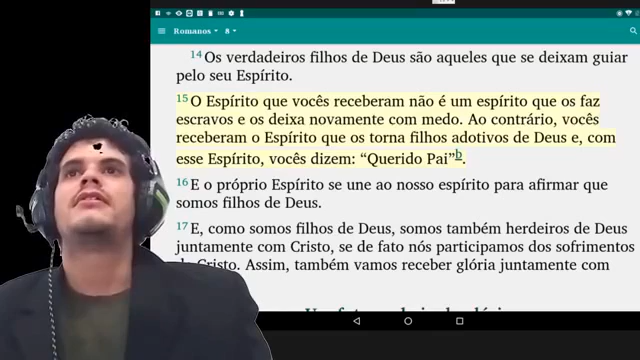 Romanos 8
14 Os verdadeiros filhos de Deus são aqueles que se deixam guiar
pelo seu Espírito.
15 O Espírito que vocês receberam não é um espírito que os faz
escravos e os deixa novamente com medo. Ao contrário, vocês
receberam o Espírito que os torna filhos adotivos de Deus e, com
esse Espírito, vocês dizem: “Querido Pai”b.
16 E o próprio Espírito se une ao nosso espírito para afirmar que
somos filhos de Deus.
17 E, como somos filhos de Deus, somos também herdeiros de Deus
juntamente com Cristo, se de fato nós participamos dos sofrimentos
Cristo. Assim, também vamos receber glória juntamente com